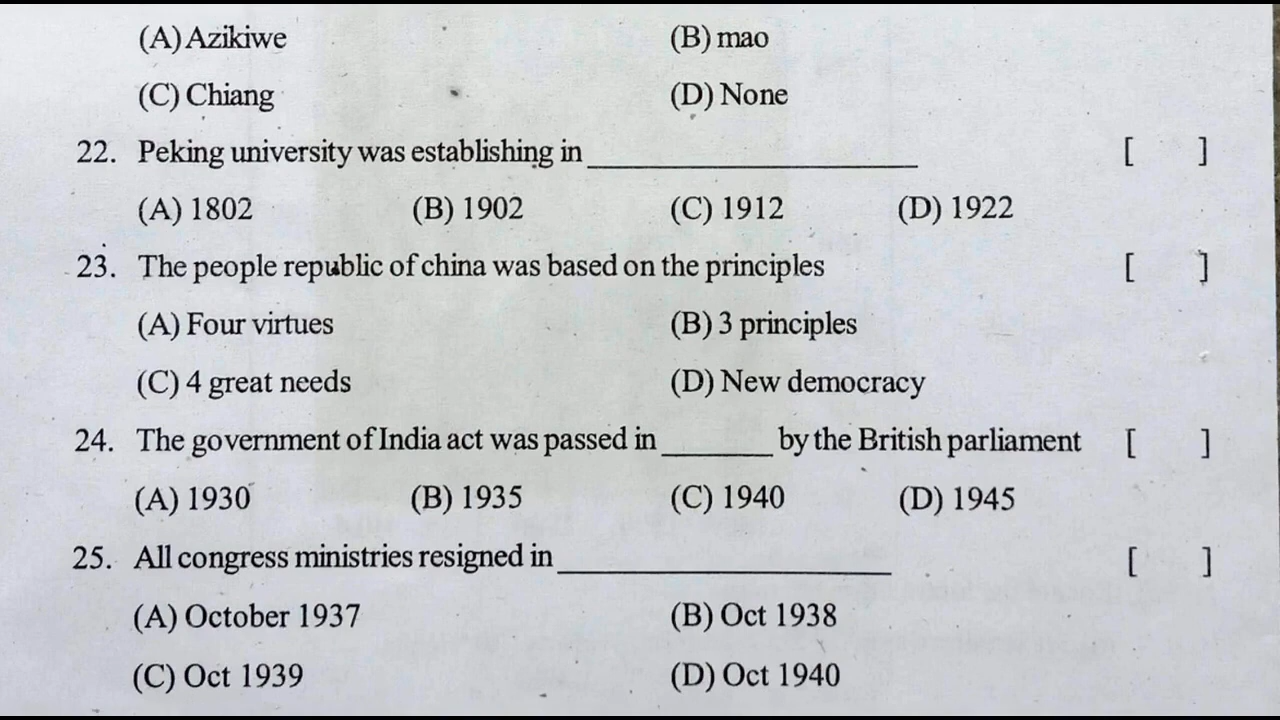 (A) Azikiwe (B) mao
(C) Chiang (D) None
22. Peking university was establishing in ____________________ [ ]
(A) 1802 (B) 1902 (C) 1912 (D) 1922
23. The people republic of china was based on the principles [ ]
(A) Four virtues (B) 3 principles
(C) 4 great needs (D) New democracy
24. The government of India act was passed in _______ by the British parliament [ ]
(A) 1930 (B) 1935 (C) 1940 (D) 1945
25. All congress ministries resigned in ____________________ [ ]
(A) October 1937 (B) Oct 1938
(C) Oct 1939 (D) Oct 1940